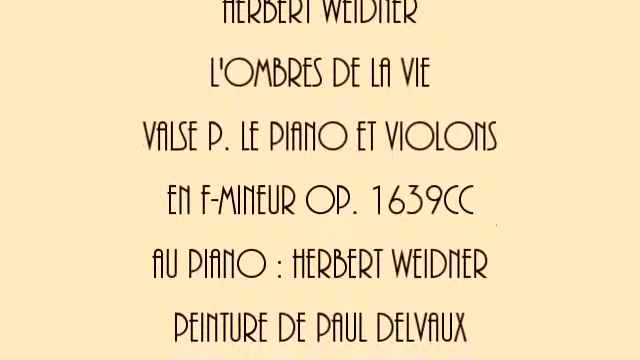 HERBERT WEIDNER
L'OMBRES DE LA VIE
VALSE P. LE PIANO ET VIOLONS
EN F-MINEUR OP. 1639CC
AU PIANO : HERBERT WEIDNER
PEINTURE DE PAUL DELVAUX